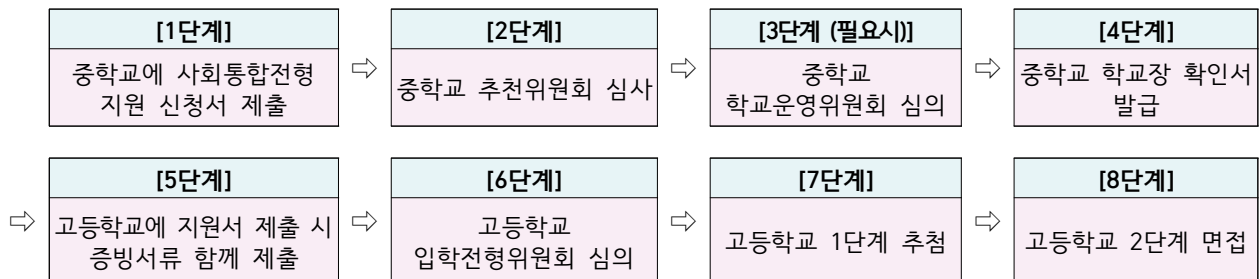 [1단계]
중학교에 사회통합전형
지원 신청서 제출
⇨
[2단계]
중학교 추천위원회 심사
⇨
[3단계 (필요시)]
중학교
학교운영위원회 심의
⇨
[4단계]
중학교 학교장 확인서
발급
⇨
[5단계]
고등학교에 지원서 제출 시
증빙서류 함께 제출
⇨
[6단계]
고등학교
입학전형위원회 심의
⇨
[7단계]
고등학교 1단계 추첨
⇨
[8단계]
고등학교 2단계 면접